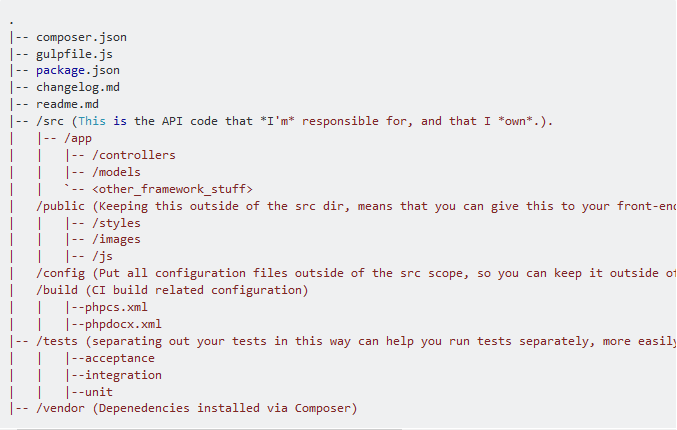 .
|-- composer.json
|-- gulpfile.js
|-- package.json
|-- changelog.md
|-- readme.md
|-- /src (This is the API code that *I'm* responsible for, and that I *own*.).
|   |-- /app
|   |   |-- /controllers
|   |   |-- /models
|   |   `-- <other_framework_stuff>
|   /public (Keeping this outside of the src dir, means that you can give this to your front-end
|   |   |-- /styles
|   |   |-- /images
|   |   |-- /js
|   /config (Put all configuration files outside of the src scope, so you can keep it outside of
|   /build (CI build related configuration)
|   |   |--phpcs.xml
|   |   |--phpdocx.xml
|-- /tests (separating out your tests in this way can help you run tests separately, more easily
|   |   |--acceptance
|   |   |--integration
|   |   |--unit
|-- /vendor (Depenedencies installed via Composer)